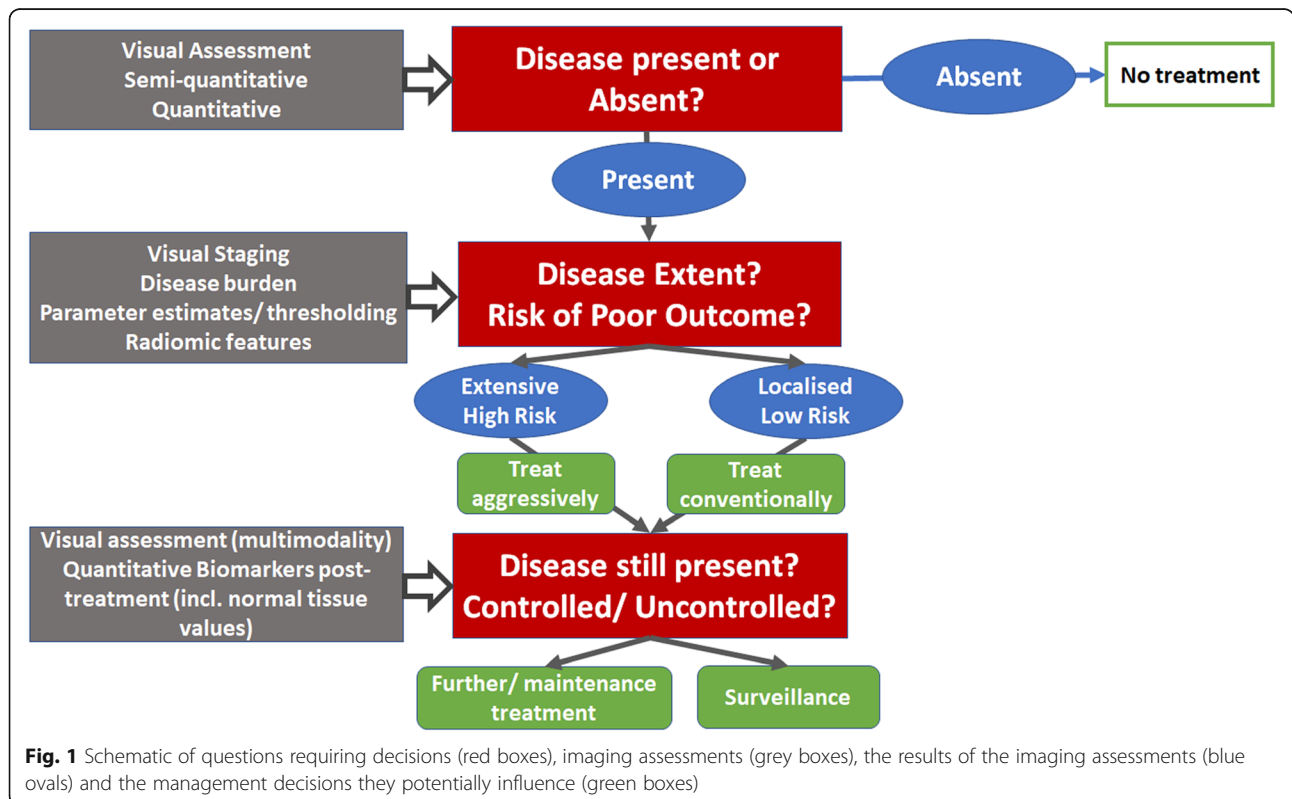 Visual Assessment
Semi-quantitative
Quantitative
Disease present or
Absent?
Absent
No treatment
Present
Visual Staging
Disease burden
Parameter estimates/ thresholding
Radiomic features
Disease Extent?
Risk of Poor Outcome?
Extensive
High Risk
Localised
Low Risk
Treat
aggressively
Treat
conventionally
Visual assessment (multimodality)
Quantitative Biomarkers post-
treatment (incl. normal tissue
values)
Disease still present?
Controlled/ Uncontrolled?
Further/ maintenance
treatment
Surveillance
Fig. 1 Schematic of questions requiring decisions (red boxes), imaging assessments (grey boxes), the results of the imaging assessments (blue
ovals) and the management decisions they potentially influence (green boxes)